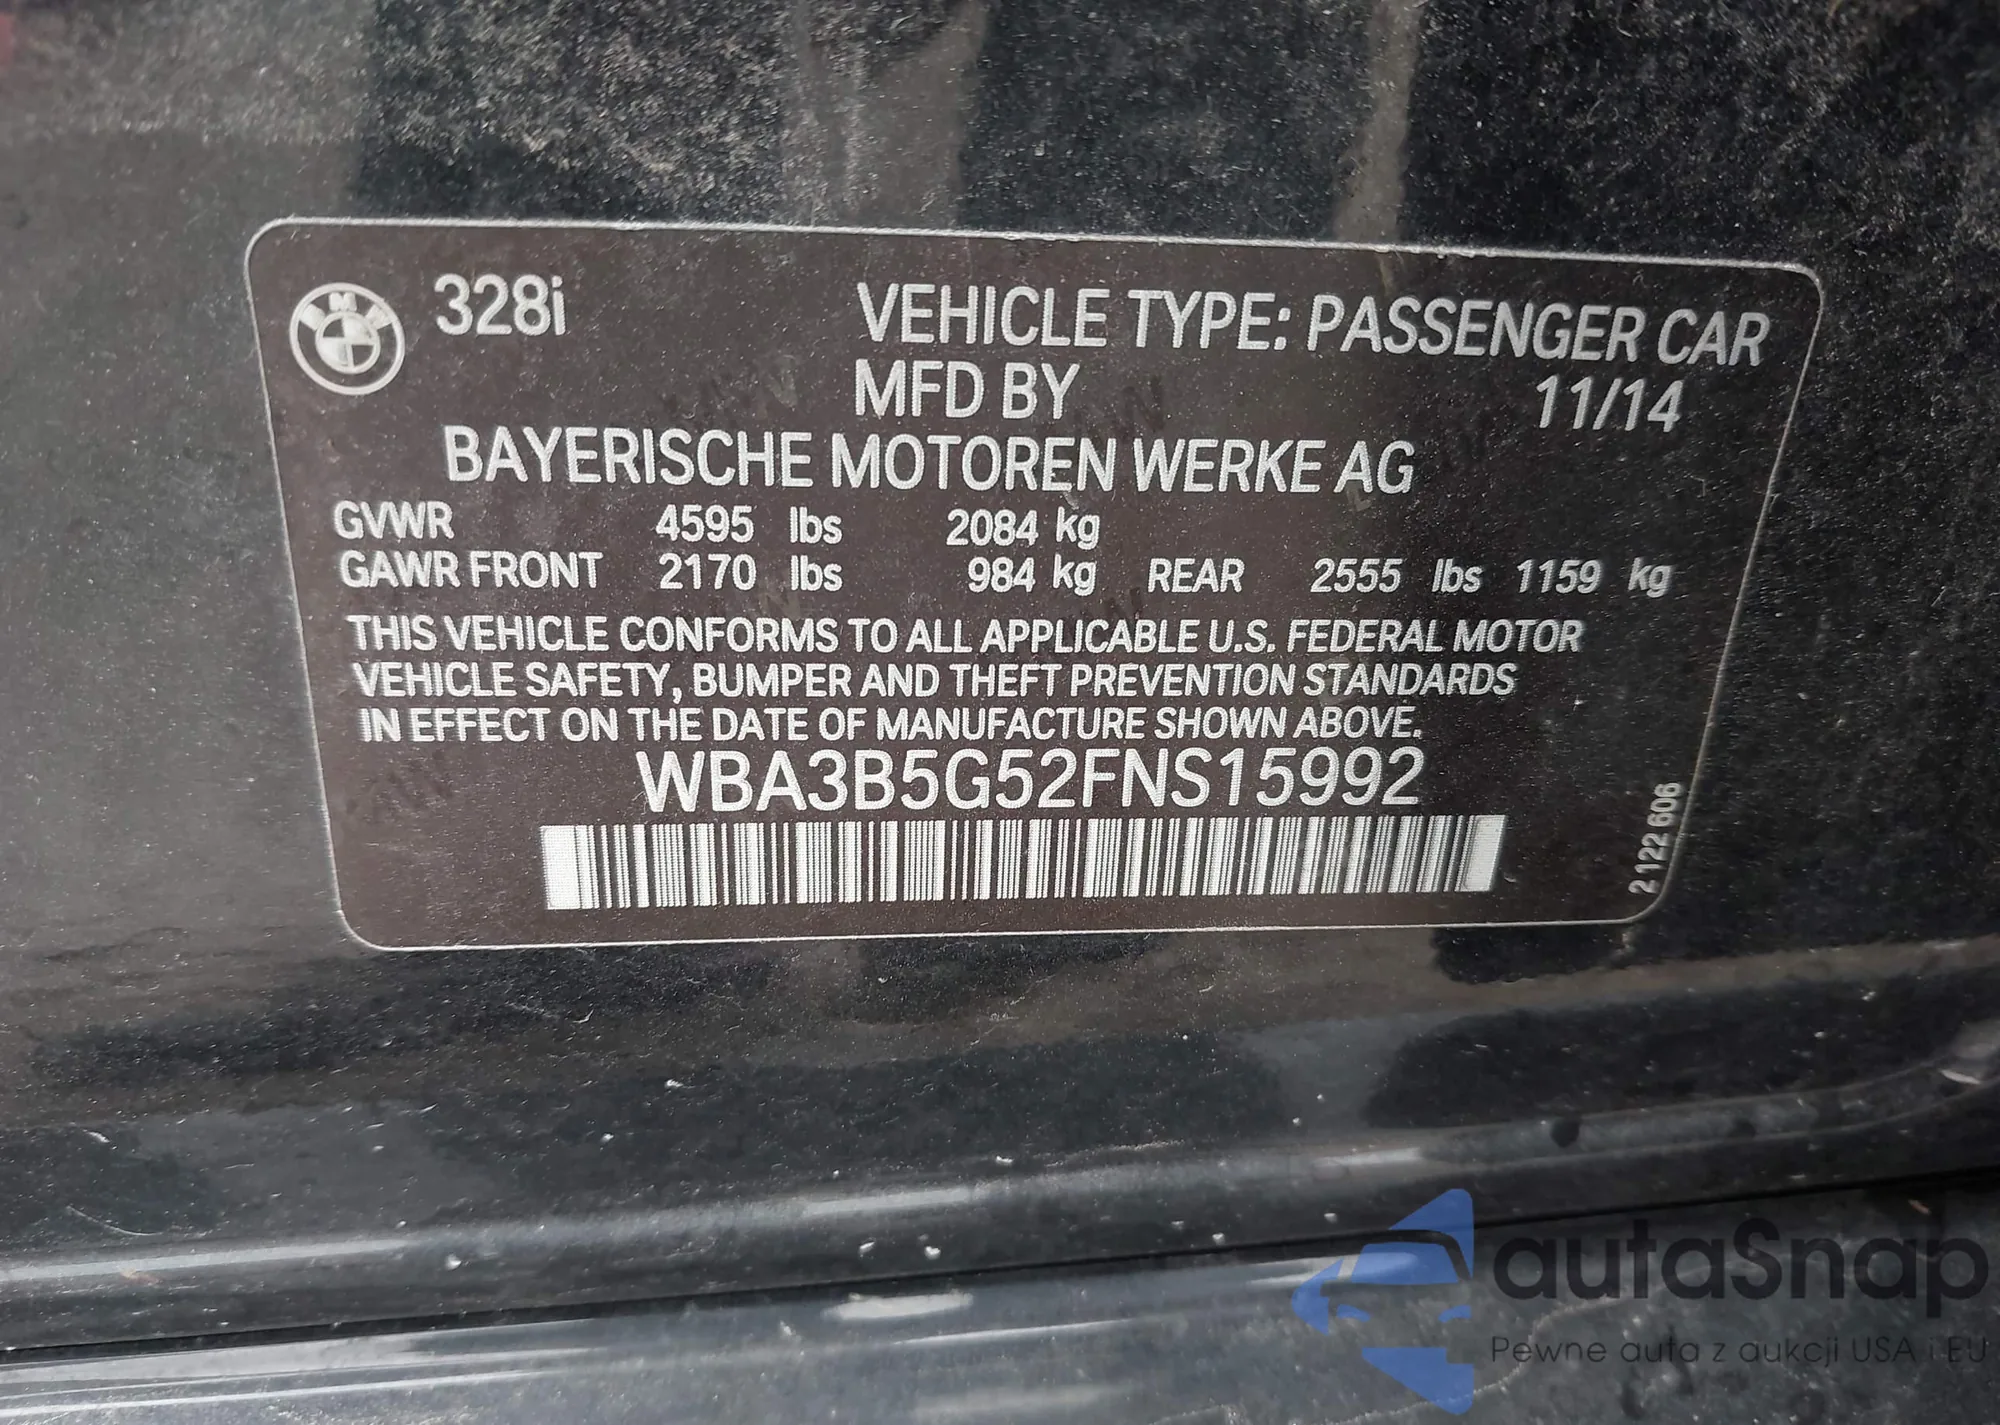 BMW
328i VEHICLE TYPE: PASSENGER CAR
MFD BY 11/14
BAYERISCHE MOTOREN WERKE AG
GVWR 4595 lbs 2084 kg
GAWR FRONT 2170 lbs 984 kg REAR 2555 lbs 1159 kg
THIS VEHICLE CONFORMS TO ALL APPLICABLE U.S. FEDERAL MOTOR
VEHICLE SAFETY, BUMPER AND THEFT PREVENTION STANDARDS
IN EFFECT ON THE DATE OF MANUFACTURE SHOWN ABOVE.
WBA3B5G52FNS15992
2 122 606
autaSnap
Pewne auta z aukcji USA i EU